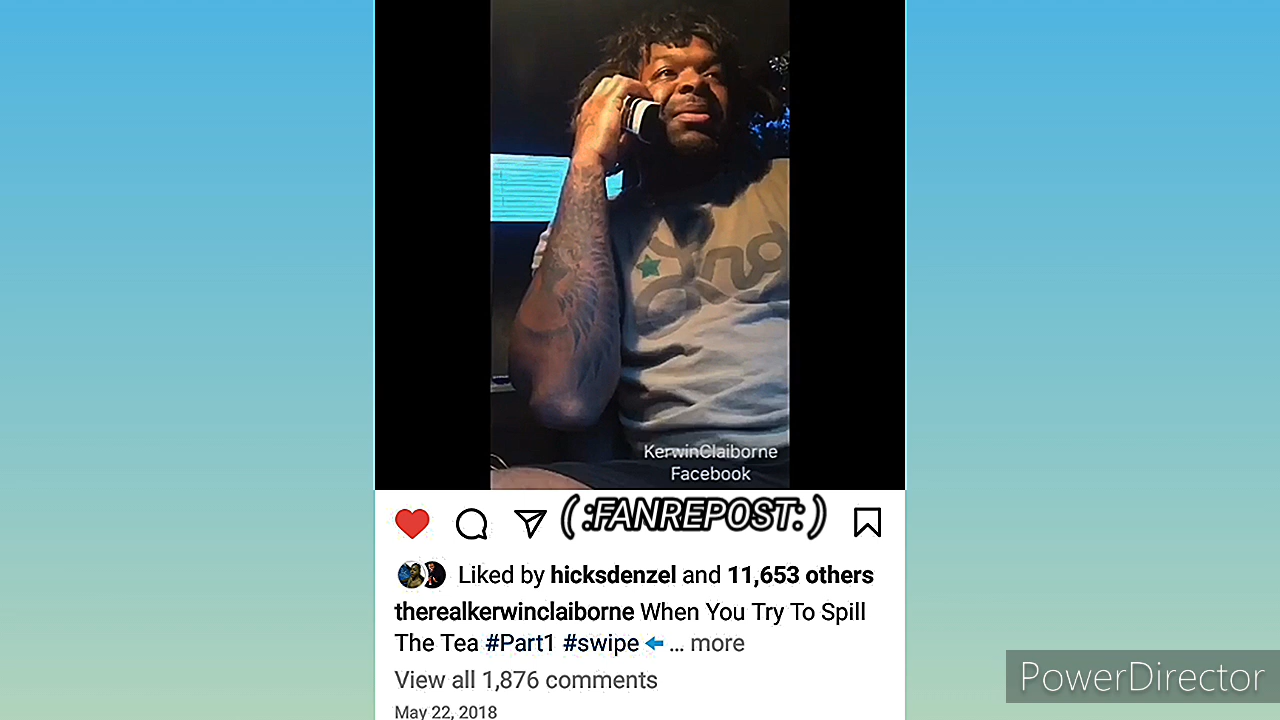 KerwinClaiborne
Facebook
(:FANREPOST:)
Liked by hicksdenzel and 11,653 others
therealkerwinclaiborne When You Try To Spill
The Tea #Part1 #swipe ... more
View all 1,876 comments
May 22, 2018
PowerDirector